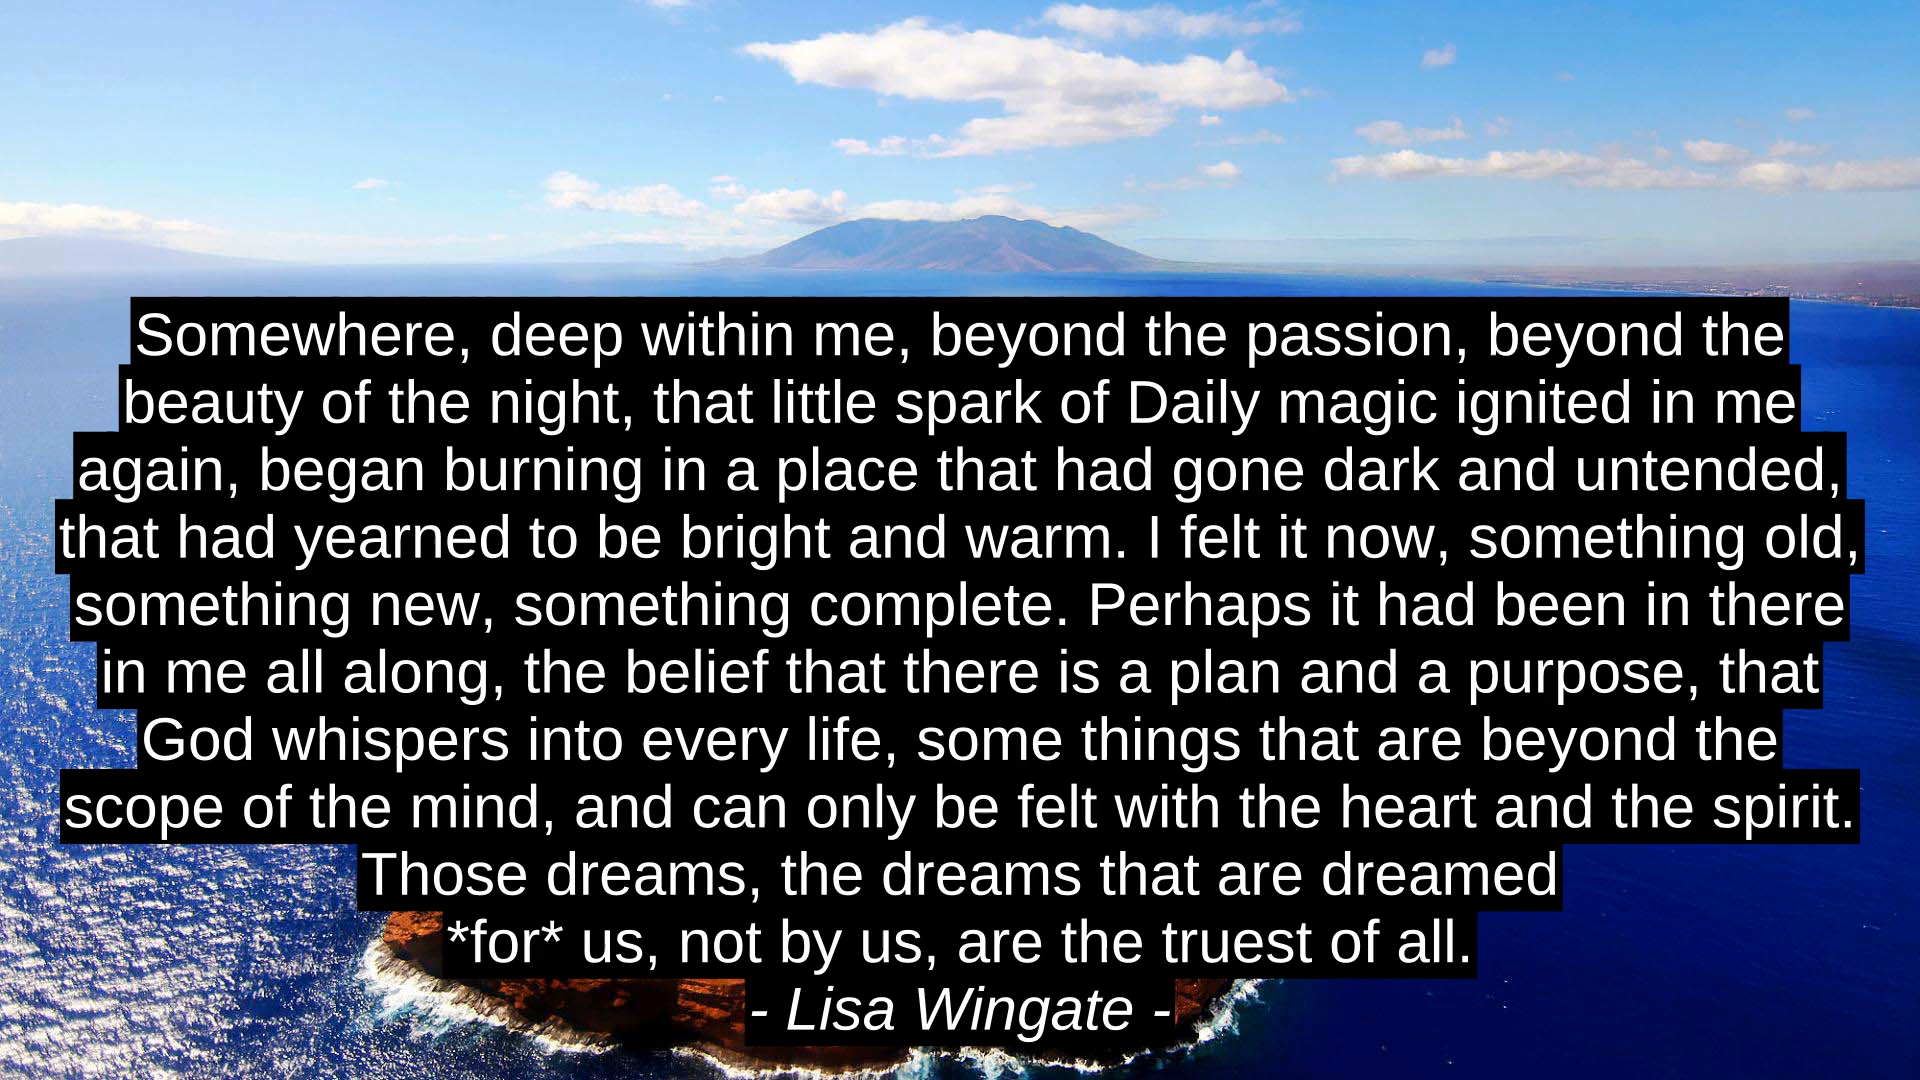 Somewhere, deep within me, beyond the passion, beyond the
beauty of the night, that little spark of Daily magic ignited in me
again, began burning in a place that had gone dark and untended,
that had yearned to be bright and warm. I felt it now, something old,
something new, something complete. Perhaps it had been in there
in me all along, the belief that there is a plan and a purpose, that
God whispers into every life, some things that are beyond the
scope of the mind, and can only be felt with the heart and the spirit.
Those dreams, the dreams that are dreamed
*for* us, not by us, are the truest of all.
- Lisa Wingate -